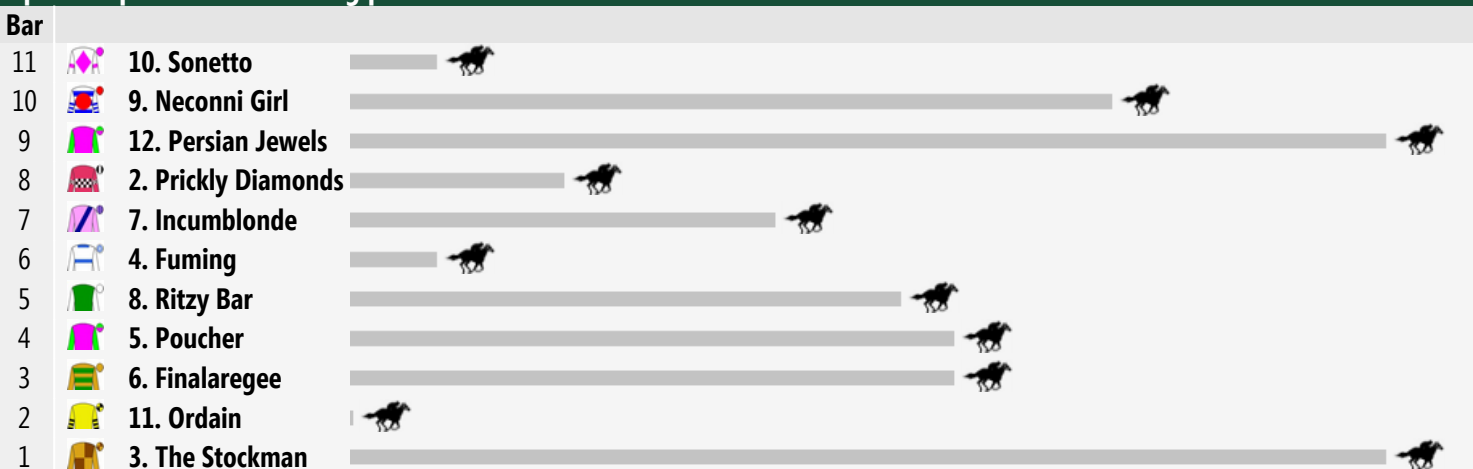 Bar
11 10. Sonetto
10 9. Neconni Girl
9 12. Persian Jewels
8 2. Prickly Diamonds
7 7. Incumblonde
6 4. Fuming
5 8. Ritzy Bar
4 5. Poucher
3 6. Finalaregee
2 11. Ordain
1 3. The Stockman